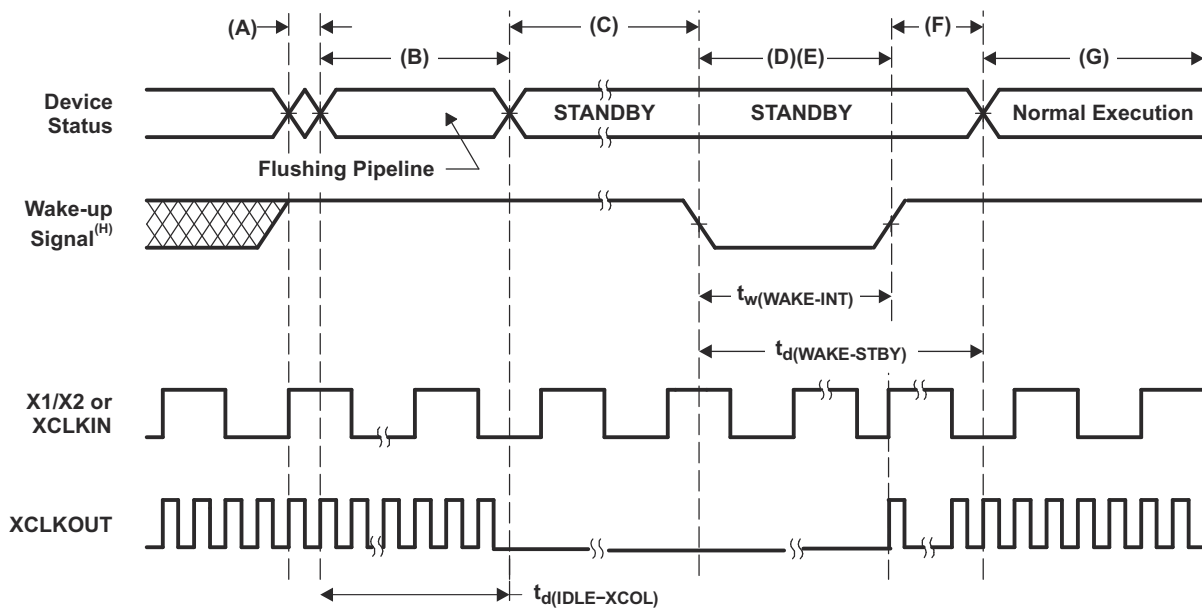 (A)
(C)
(F)
(B)
(D)(E)
(G)
Device
Status
STANDBY
STANDBY
Normal Execution
Flushing Pipeline
Wake-up
Signal(H)
tw(WAKE-INT)
td(WAKE-STBY)
X1/X2 or
XCLKIN
XCLKOUT
td(IDLE−XCOL)